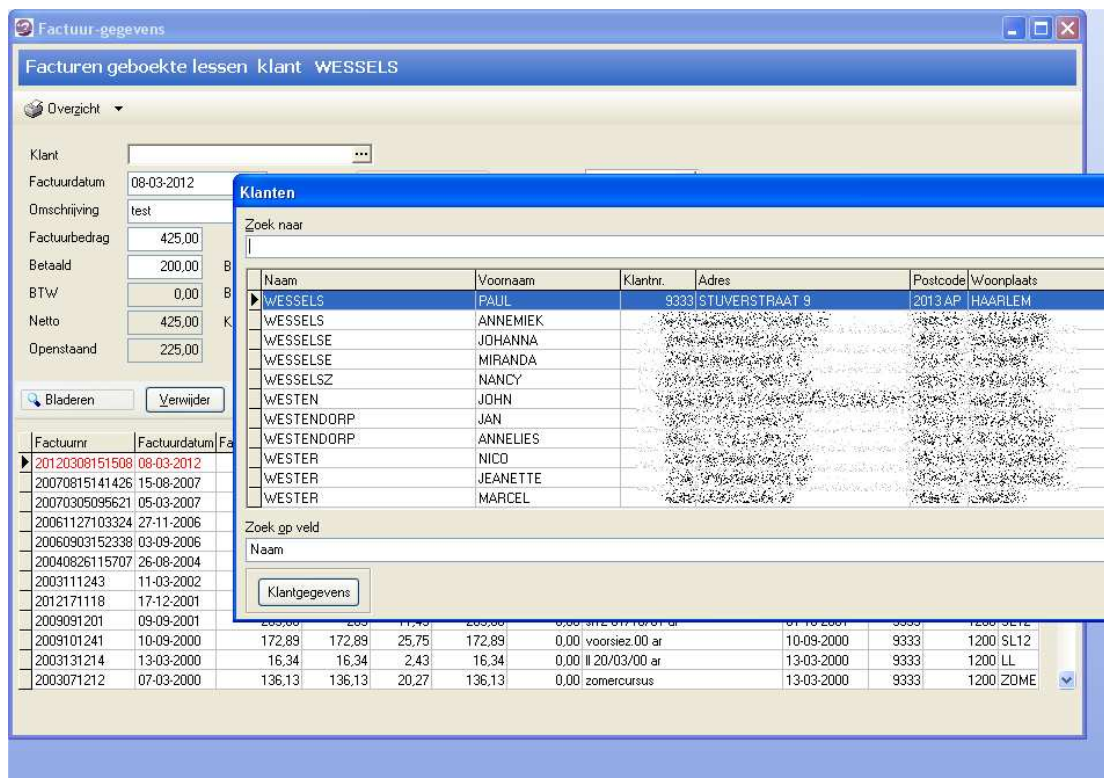 Factuur-gegevens
Facturen geboekte lessen klant WESSELS
Overzicht
Klant
Factuurdatum 08-03-2012
Omschrijving test
Factuurbedrag 425,00
Betaald 200,00 B
BTW 0,00 B
Netto 425,00 K
Openstaand 225,00
Bladeren Verwijder
Klanten
Zoek naar
Naam Voornaam Klantnr. Adres Postcode Woonplaats
WESSELS PAUL 9333 STUVERSTRAAT 9 2013 AP HAARLEM
WESSELS ANNEMIEK
WESSELSE JOHANNA
WESSELSE MIRANDA
WESSELSZ NANCY
WESTEN JOHN
WESTENDORP JAN
WESTENDORP ANNELIES
WESTER NICO
WESTER JEANETTE
WESTER MARCEL
Zoek op veld
Naam
Klantgegevens
Factuurnr Factuurdatum Fa
20120308151508 08-03-2012
20070815141426 15-08-2007
20070305095621 05-03-2007
20061127103324 27-11-2006
20060903152338 03-09-2006
20040826115707 26-08-2004
2003111243 11-03-2002
2012171118 17-12-2001
2009091201 09-09-2001
2009101241 10-09-2000 172,89 172,89 25,75 172,89 0,00 voorsiez.00 ar 10-09-2000 9333 1200 SL12
2003131214 13-03-2000 16,34 16,34 2,43 16,34 0,00 ll 20/03/00 ar 13-03-2000 9333 1200 LL
2003071212 07-03-2000 136,13 136,13 20,27 136,13 0,00 zomercursus 13-03-2000 9333 1200 ZOME